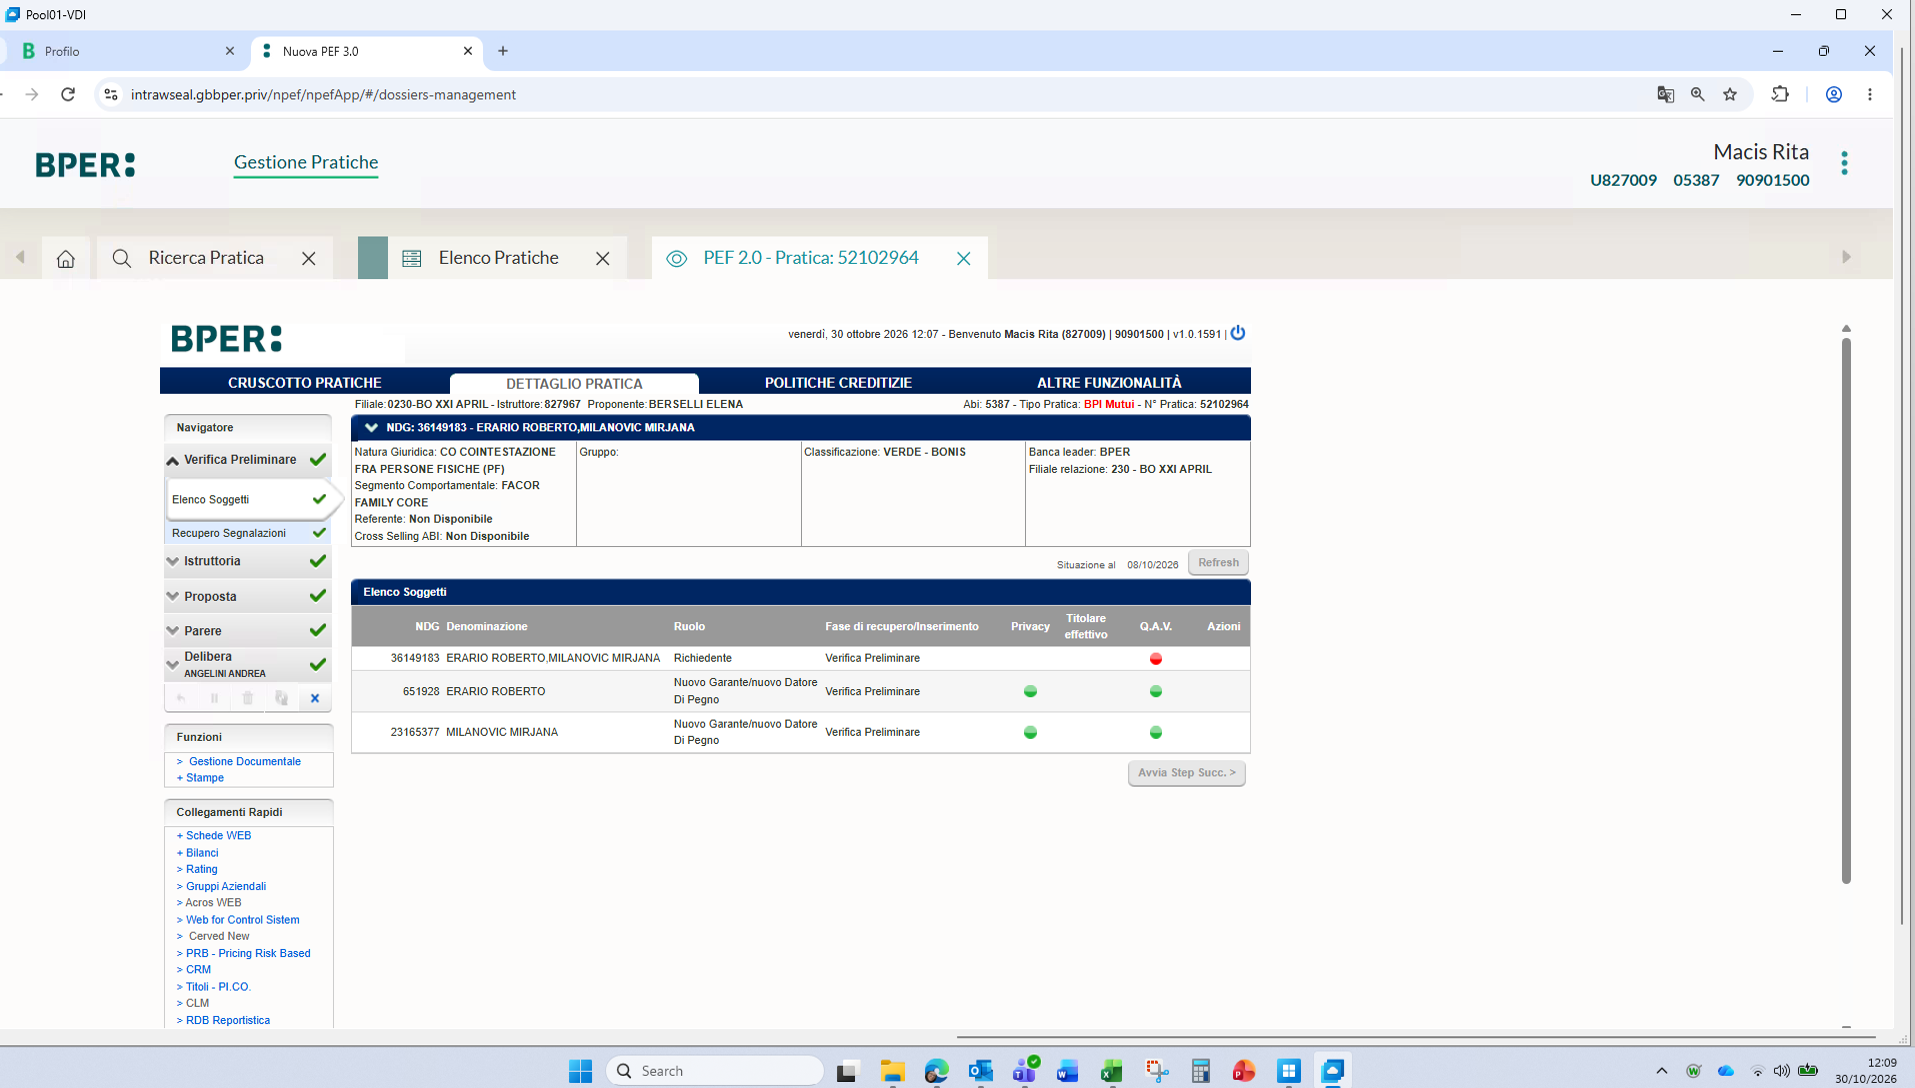 Pool01-VDI
Profilo
Nuova PEF 3.0
intrawseal.gbbper.priv/npef/npefApp/#/dossiers-management
BPER:
Gestione Pratiche
Macis Rita
U827009 05387 90901500
Ricerca Pratica
Elenco Pratiche
PEF 2.0 - Pratica: 52102964
BPER:
venerdì, 30 ottobre 2026 12:07 - Benvenuto Macis Rita (827009) | 90901500 | v1.0.1591 |
CRUSCOTTO PRATICHE
DETTAGLIO PRATICA
POLITICHE CREDITIZIE
ALTRE FUNZIONALITÀ
Filiale: 0230-BO XXI APRIL - Istruttore: 827967 Proponente: BERSELLI ELENA
Abi: 5387 - Tipo Pratica: BPI Mutui - N° Pratica: 52102964
Navigatore
Verifica Preliminare
Elenco Soggetti
Recupero Segnalazioni
Istruttoria
Proposta
Parere
Delibera
ANGELINI ANDREA
Funzioni
> Gestione Documentale
+ Stampe
Collegamenti Rapidi
+ Schede WEB
+ Bilanci
> Rating
> Gruppi Aziendali
> Acros WEB
> Web for Control Sistem
> Cerved New
> PRB - Pricing Risk Based
> CRM
> Titoli - PI.CO.
> CLM
> RDB Reportistica
NDG: 36149183 - ERARIO ROBERTO,MILANOVIC MIRJANA
Natura Giuridica: CO COINTESTAZIONE
FRA PERSONE FISICHE (PF)
Segmento Comportamentale: FACOR
FAMILY CORE
Referente: Non Disponibile
Cross Selling ABI: Non Disponibile
Gruppo:
Classificazione: VERDE - BONIS
Banca leader: BPER
Filiale relazione: 230 - BO XXI APRIL
Situazione al 08/10/2026
Refresh
Elenco Soggetti
NDG Denominazione Ruolo Fase di recupero/Inserimento Privacy Titolare effettivo Q.A.V. Azioni
36149183 ERARIO ROBERTO,MILANOVIC MIRJANA Richiedente Verifica Preliminare
651928 ERARIO ROBERTO Nuovo Garante/nuovo Datore Di Pegno Verifica Preliminare
23165377 MILANOVIC MIRJANA Nuovo Garante/nuovo Datore Di Pegno Verifica Preliminare
Avvia Step Succ. >
Search
12:09
30/10/2026